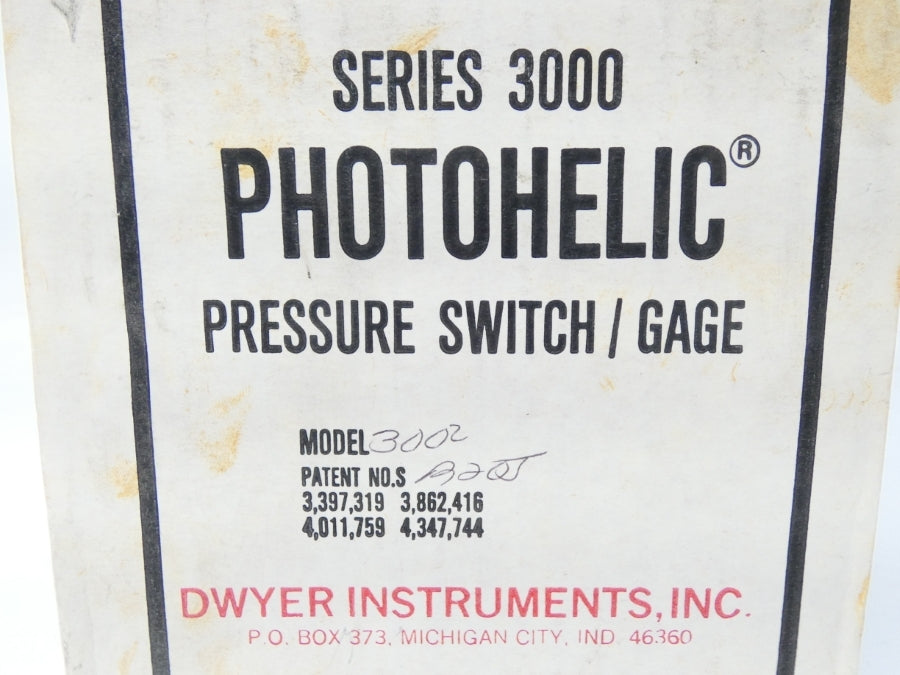 SERIES 3000
PHOTOHELIC®
PRESSURE SWITCH / GAGE
MODEL 3002
PATENT NO.S
3,397,319 3,862,416
4,011,759 4,347,744
DWYER INSTRUMENTS, INC.
P.O. BOX 373, MICHIGAN CITY, IND. 46360